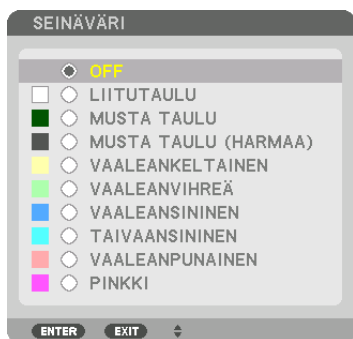 SEINÄVÄRI
OFF
LIITUTAULU
MUSTA TAULU
MUSTA TAULU (HARMAA)
VAALEANKELTAINEN
VAALEANVIHREÄ
VAALEANSININEN
TAIVAANSININEN
VAALEANPUNAINEN
PINKKI
ENTER EXIT